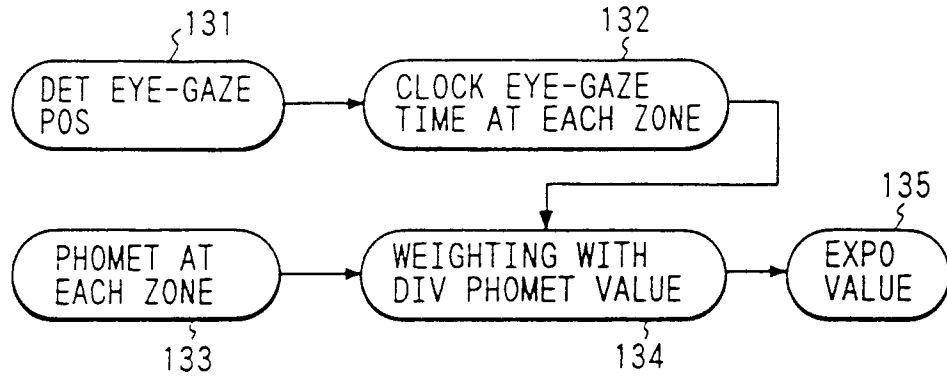 131
132
DET EYE-GAZE
POS
CLOCK EYE-GAZE
TIME AT EACH ZONE
135
PHOMET AT
EACH ZONE
WEIGHTING WITH
DIV PHOMET VALUE
EXPO
VALUE
133
134